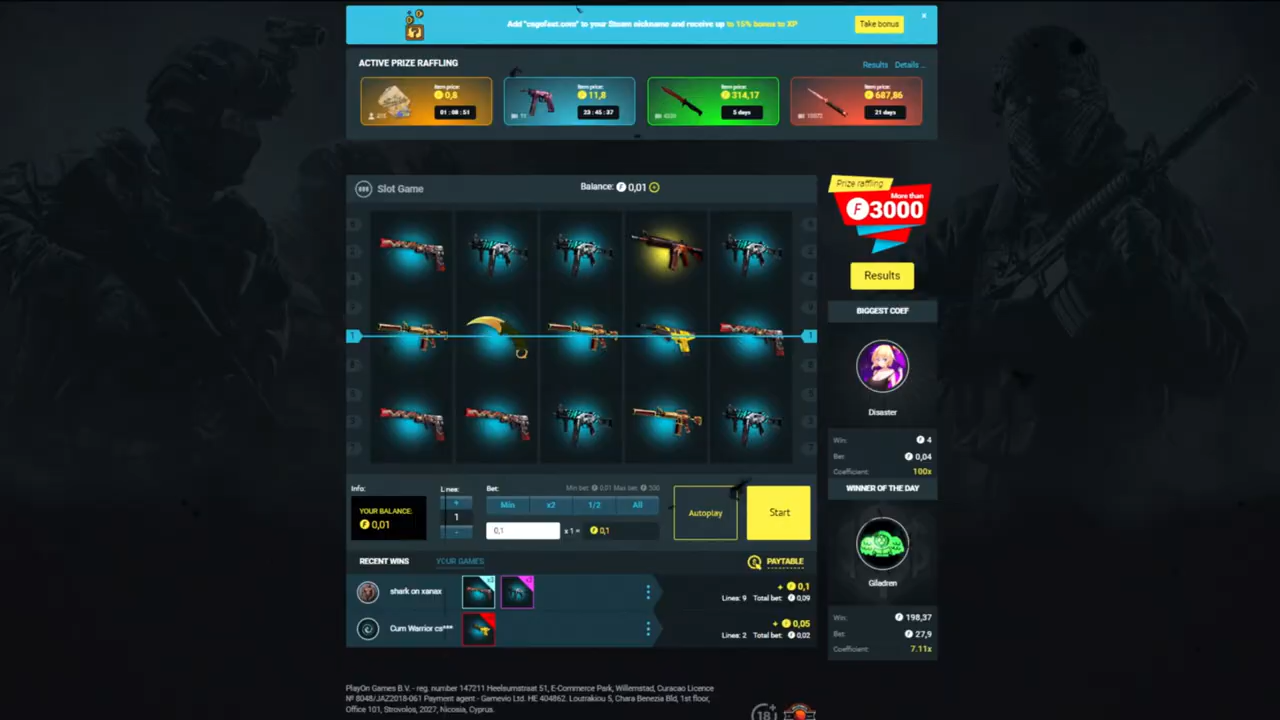 Add "csgofast.com" to your Steam nickname and receive up to 15% bonus to XP
Take bonus
ACTIVE PRIZE RAFFLING
Results
Details ...
Item price:
0,8
01 : 08 : 51
Item price:
11,8
23 : 45 : 37
Item price:
314,17
5 days
Item price:
687,86
21 days
Slot Game
Balance: F 0,01
Prize raffling
More than
F 3000
Results
BIGGEST COEF
Disaster
Win: F 4
Bet: F 0,04
Coefficient: 100x
WINNER OF THE DAY
Giladren
Win: F 198,37
Bet: F 27,9
Coefficient: 7.11x
1
1
Info:
YOUR BALANCE:
F 0,01
Lines:
+
1
-
Bet:
Min bet: F 0,01 Max bet: F 500
Min
x2
1/2
All
0,1
x 1 =
F 0,1
Autoplay
Start
RECENT WINS
YOUR GAMES
PAYTABLE
shark on xanax
+ F 0,1
Lines: 9 Total bet: F 0,09
Cum Warrior cs***
+ F 0,05
Lines: 2 Total bet: F 0,02
PlayOn Games B.V. - reg. number 147211 Heelsumstraat 51, E-Commerce Park, Willemstad, Curacao Licence
№ 8048/JAZ2018-061 Payment agent - Gamevio Ltd. HE 404862. Loutrakiou 5, Chara Benezia Bld, 1st floor,
Office 101, Strovolos, 2027, Nicosia, Cyprus.
18+